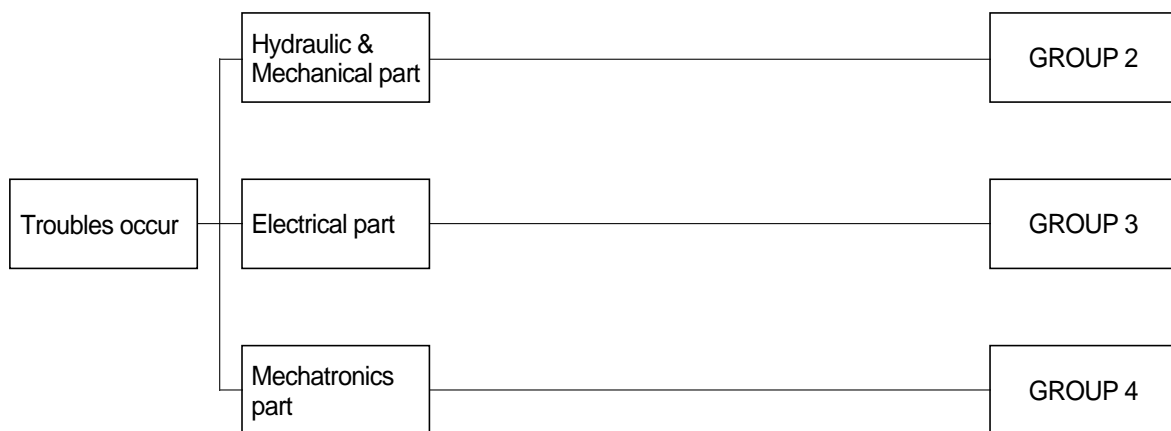 Hydraulic &
Mechanical part
GROUP 2
Troubles occur
Electrical part
GROUP 3
Mechatronics
part
GROUP 4